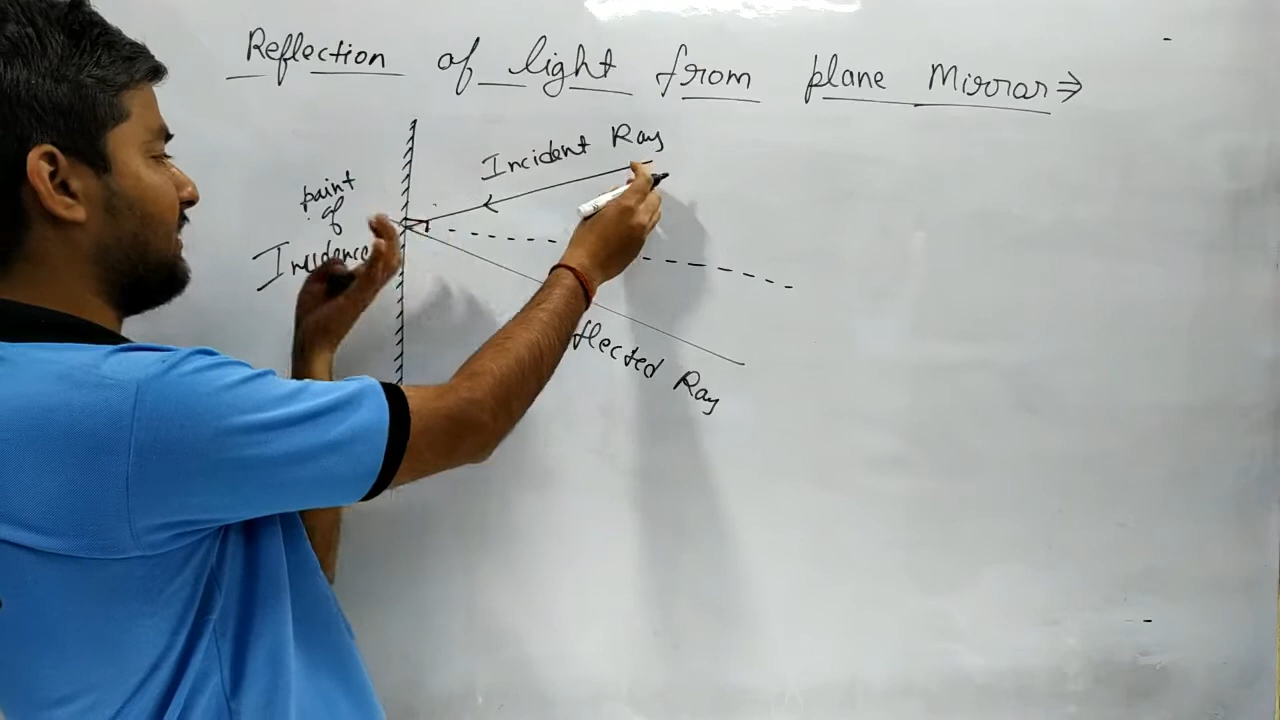 Reflection of light from plane Mirror ⇒
Incident Ray
point
of
Incidence
flected Ray